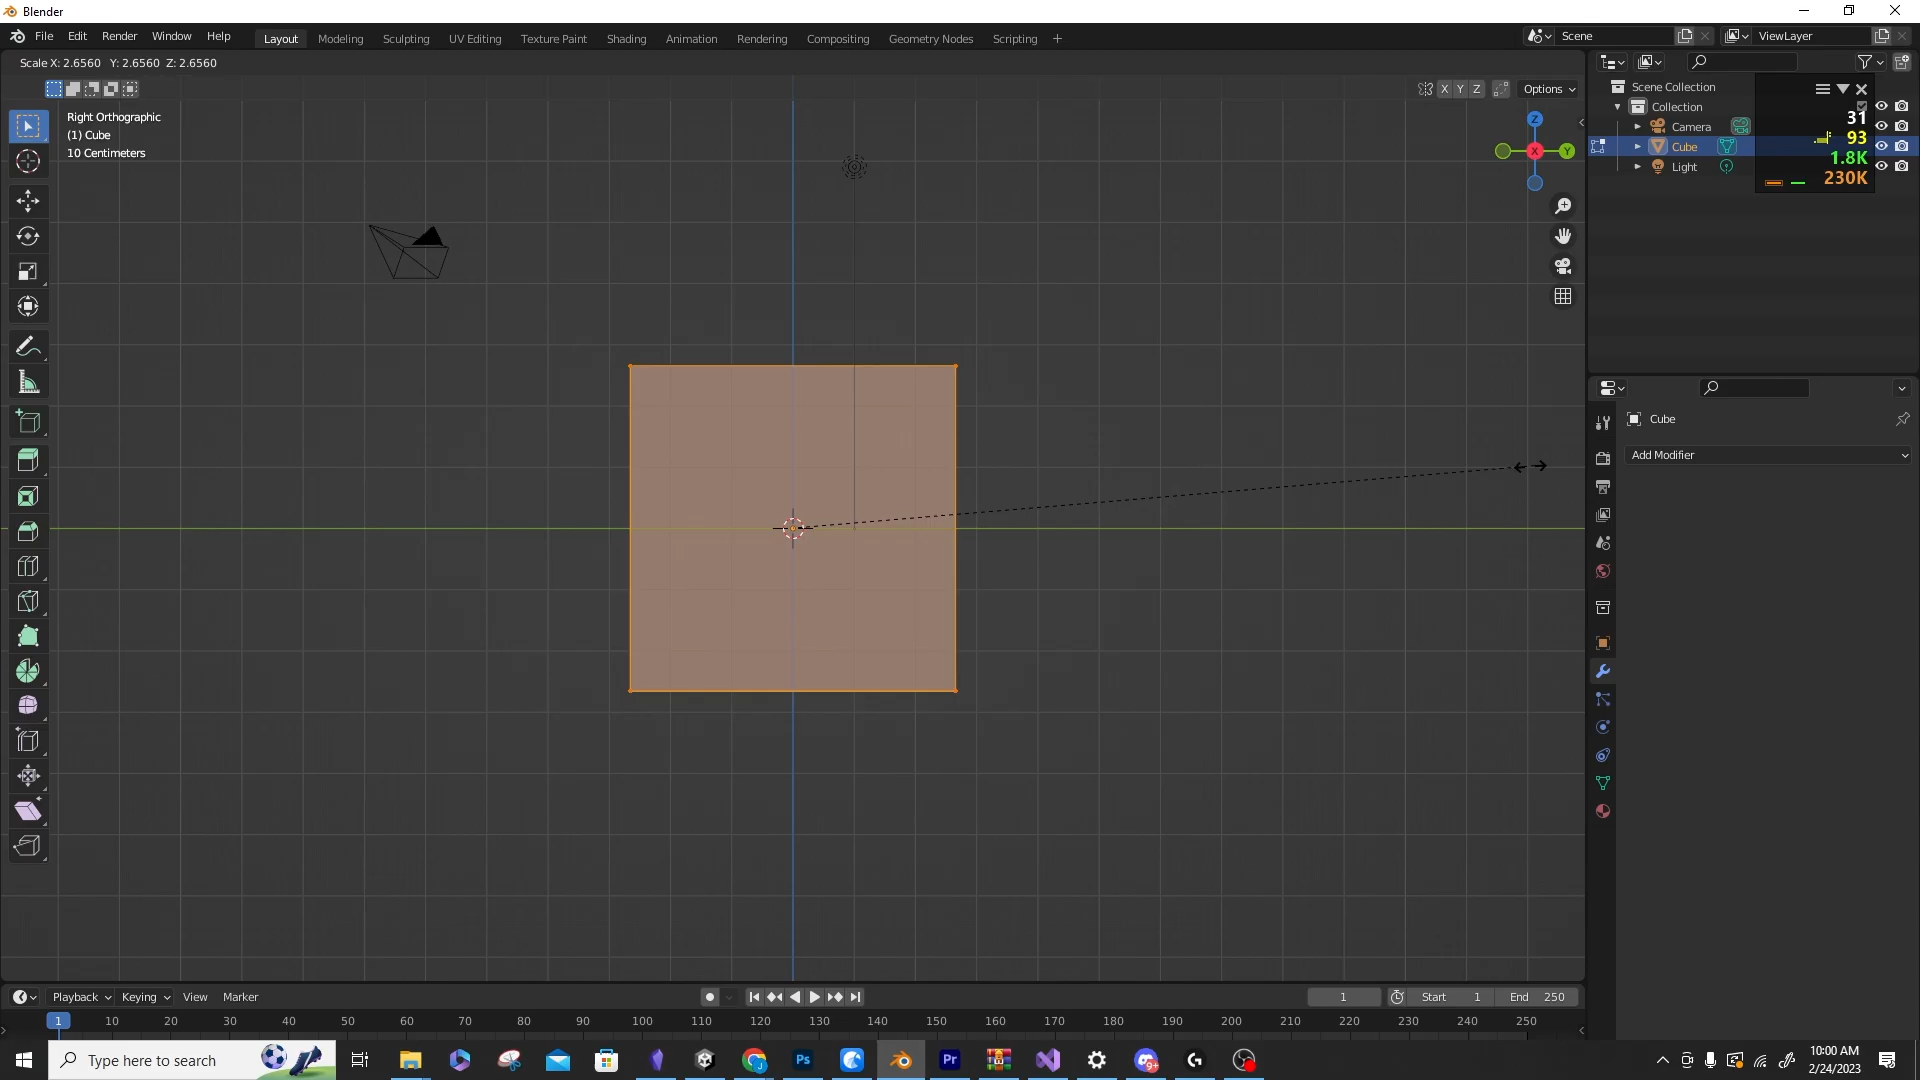 Blender
File Edit Render Window Help
Layout Modeling Sculpting UV Editing Texture Paint Shading Animation Rendering Compositing Geometry Nodes Scripting +
Scene
ViewLayer
Scale X: 2.6560 Y: 2.6560 Z: 2.6560
X Y Z
Options
Right Orthographic
(1) Cube
10 Centimeters
Z
X
Y
Scene Collection
Collection
Camera
Cube
Light
31
93
1.8K
230K
Cube
Add Modifier
Playback Keying View Marker
1
Start 1
End 250
1 10 20 30 40 50 60 70 80 90 100 110 120 130 140 150 160 170 180 190 200 210 220 230 240 250
Type here to search
Ps
Pr
9+
10:00 AM
2/24/2023